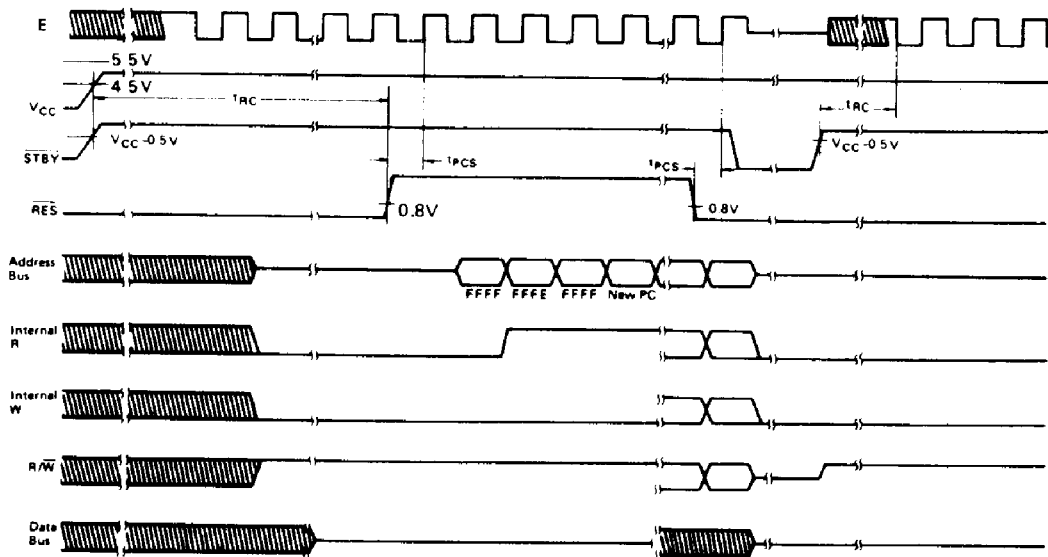 E
5.5V
4.5V
VCC
tRC
tRC
STBY
VCC -0.5V
VCC -0.5V
tPCS
tPCS
RES
0.8V
0.8V
Address
Bus
FFFF FFFE FFFF New PC
Internal
R
Internal
W
R/W
Data
Bus